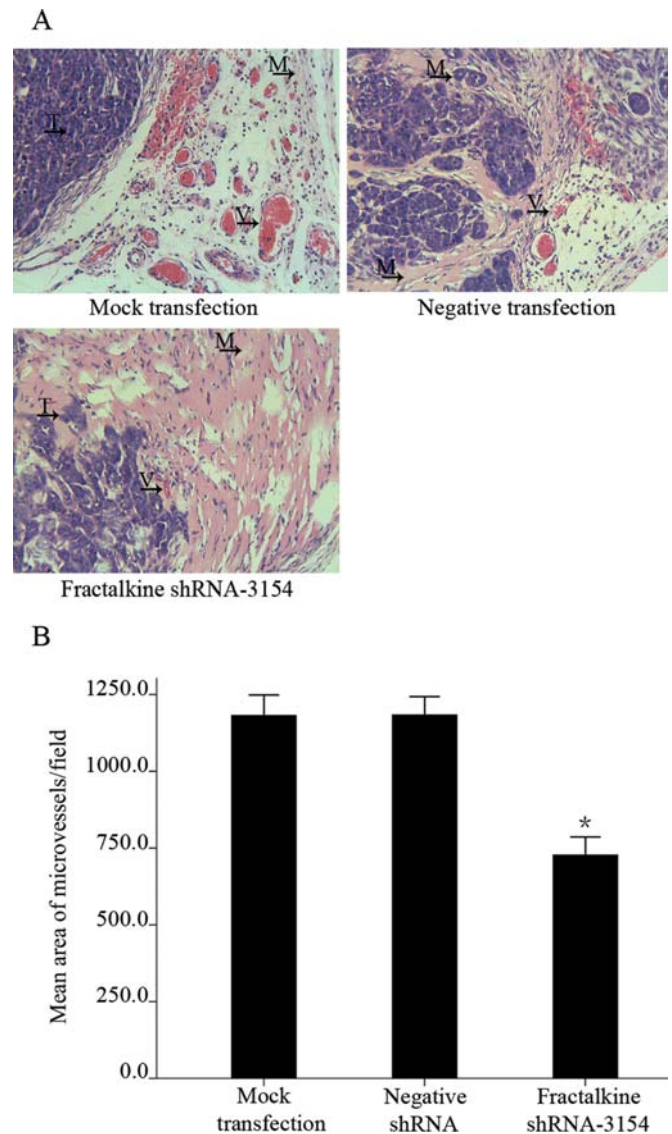 A
T
M
V
Mock transfection
M
V
M
Negative transfection
M
T
V
Fractalkine shRNA-3154
B
Mean area of microvessels/field
1250.0
1000.0
750.0
500.0
250.0
0.0
*
Mock
transfection
Negative
shRNA
Fractalkine
shRNA-3154